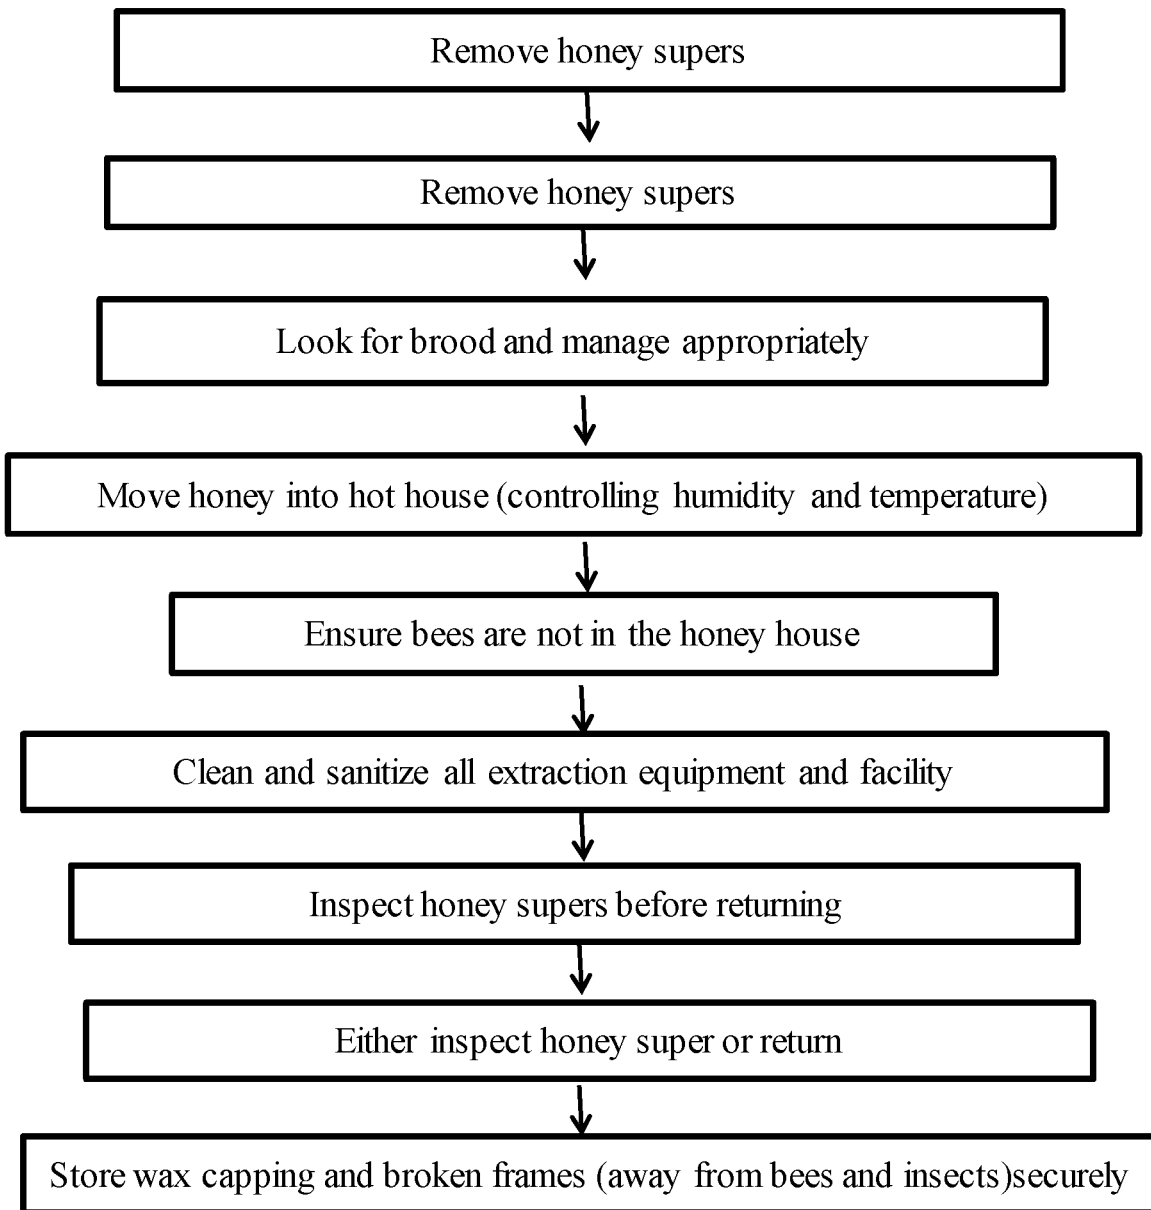 Remove honey supers
Remove honey supers
Look for brood and manage appropriately
Move honey into hot house (controlling humidity and temperature)
Ensure bees are not in the honey house
Clean and sanitize all extraction equipment and facility
Inspect honey supers before returning
Either inspect honey super or return
Store wax capping and broken frames (away from bees and insects)securely